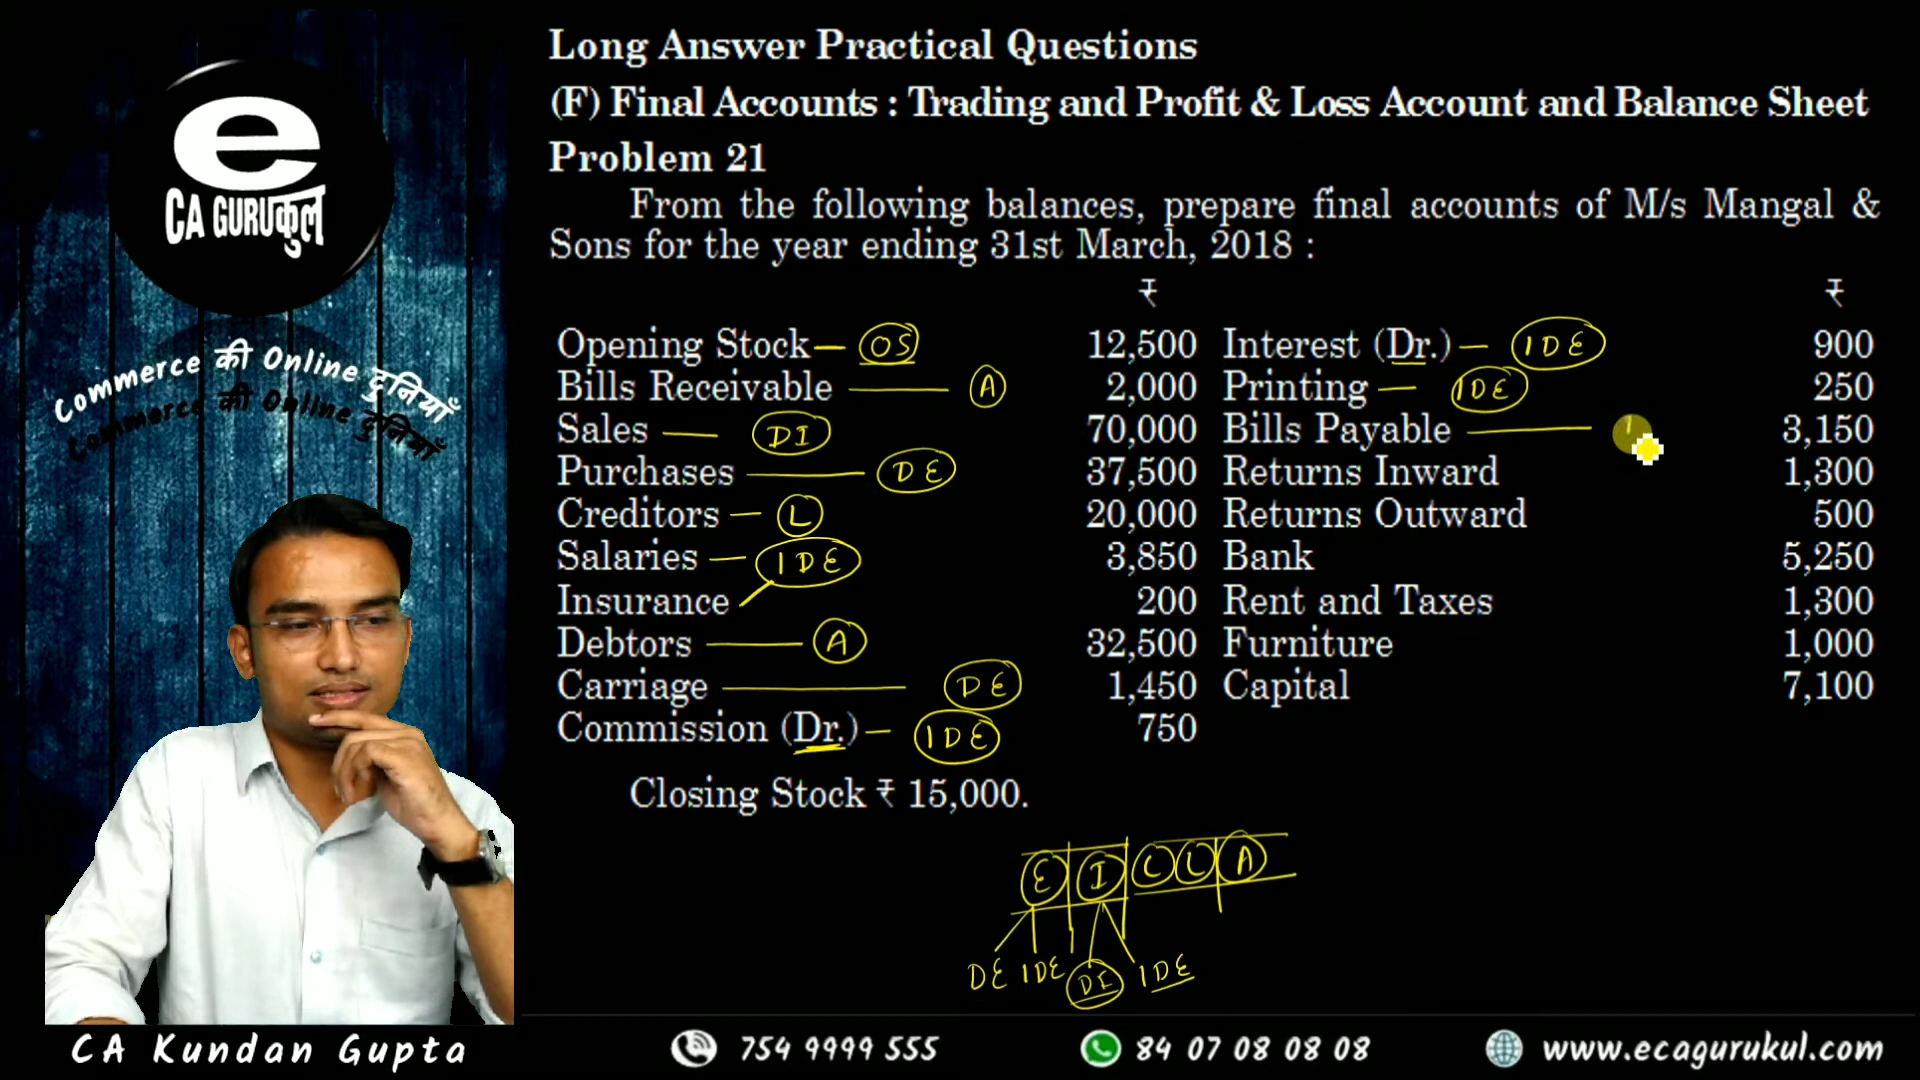 Long Answer Practical Questions
(F) Final Accounts : Trading and Profit & Loss Account and Balance Sheet
Problem 21
From the following balances, prepare final accounts of M/s Mangal &
Sons for the year ending 31st March, 2018 :
₹ ₹
Opening Stock — OS 12,500 Interest (Dr.) — IDE 900
Bills Receivable — A 2,000 Printing — IDE 250
Sales — DI 70,000 Bills Payable — 3,150
Purchases — DE 37,500 Returns Inward 1,300
Creditors — L 20,000 Returns Outward 500
Salaries — IDE 3,850 Bank 5,250
Insurance 200 Rent and Taxes 1,300
Debtors — A 32,500 Furniture 1,000
Carriage — DE 1,450 Capital 7,100
Commission (Dr.) — IDE 750
Closing Stock ₹ 15,000.
E I L A
DE IDE IDE
e
CA GURUकुल
Commerce की Online दुनियाँ
Commerce की Online दुनियाँ
CA Kundan Gupta
754 9999 555
84 07 08 08 08
www.ecagurukul.com